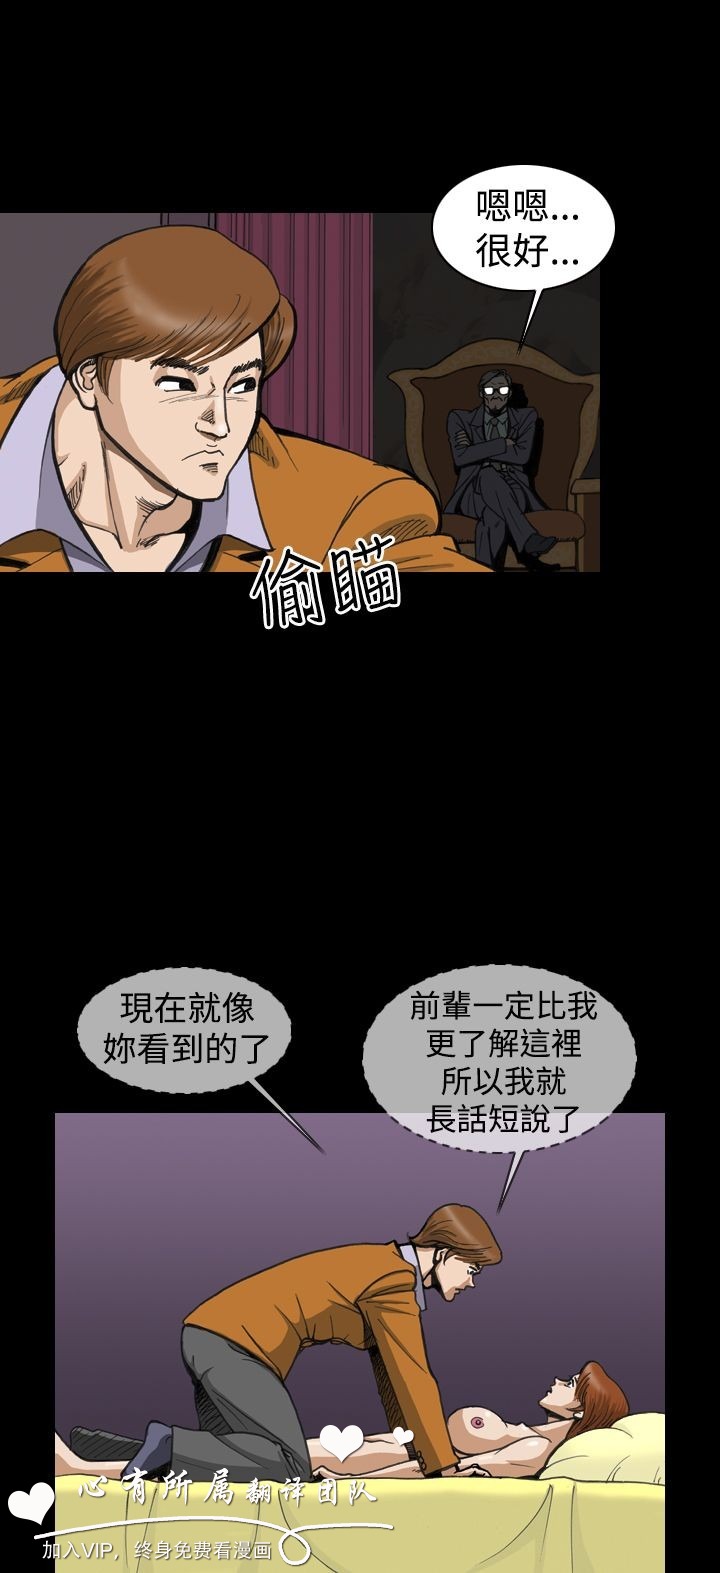 嗯嗯...
很好...
偷瞄
現在就像
妳看到的了
前輩一定比我
更了解這裡
所以我就
長話短說了
心有所属翻译团队
加入VIP，终身免费看漫画